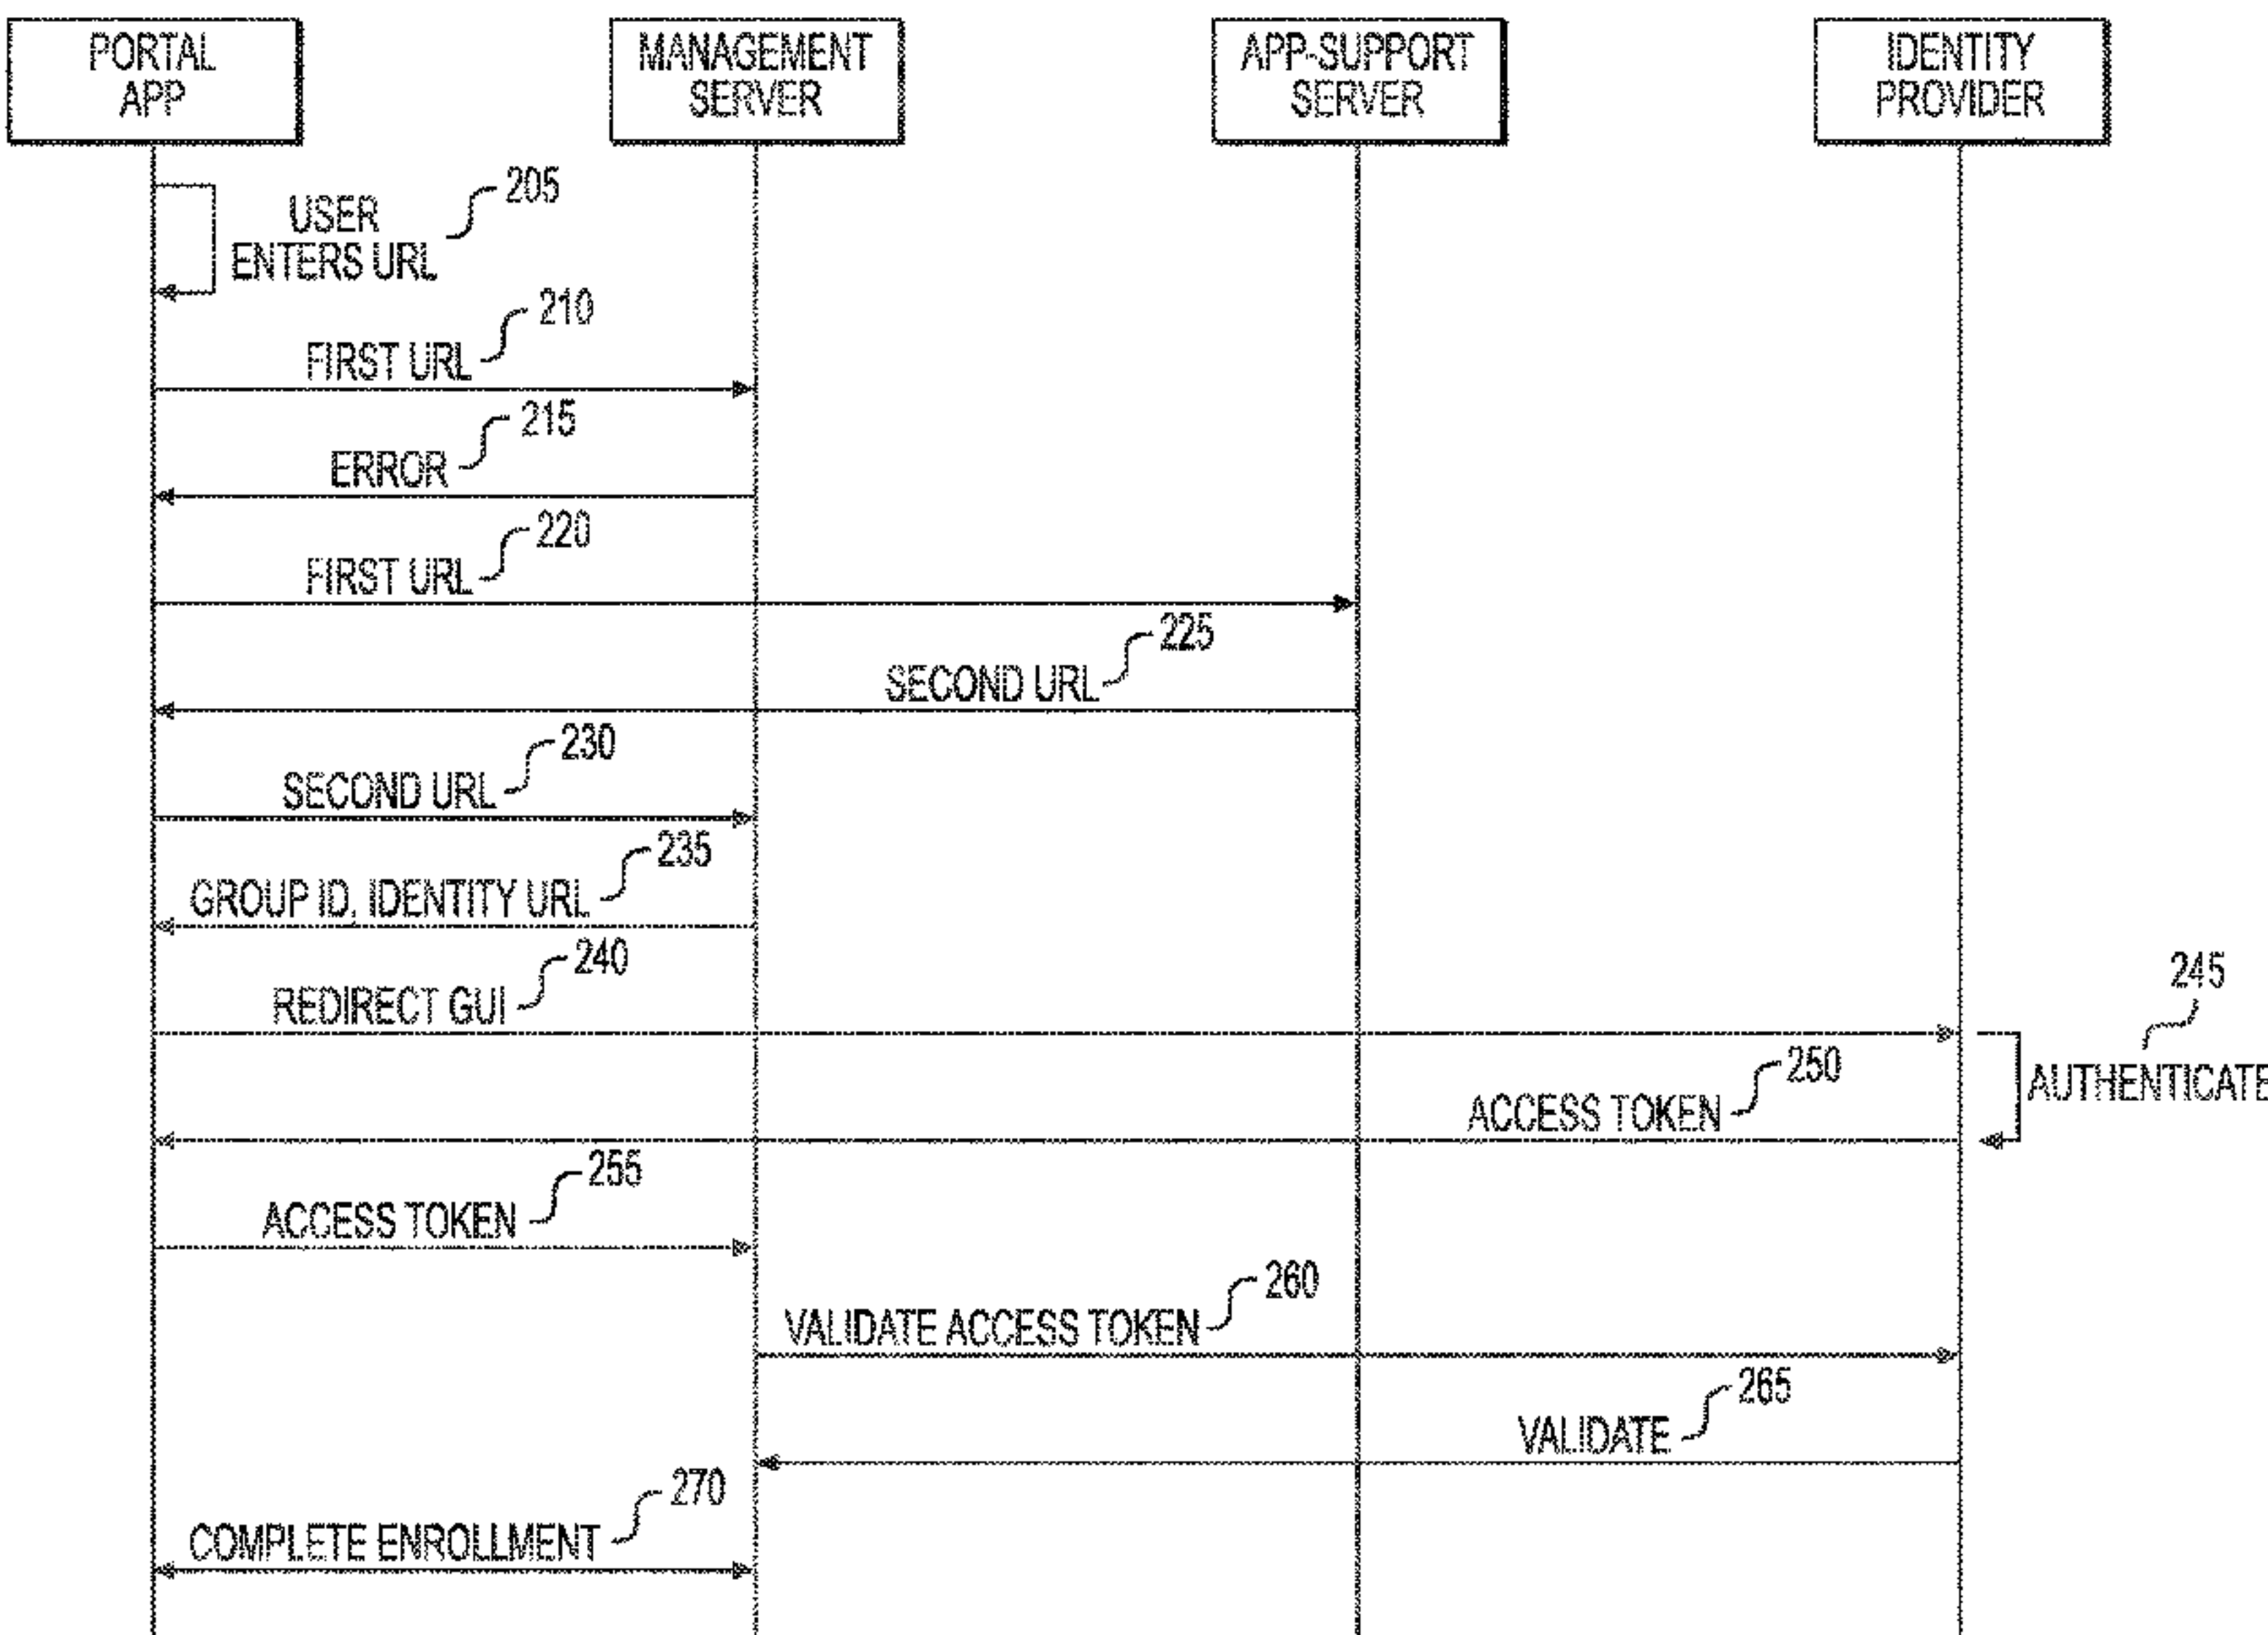 PORTAL
APP
MANAGEMENT
SERVER
APP-SUPPORT
SERVER
IDENTITY
PROVIDER
205
USER
ENTERS URL
210
FIRST URL
215
ERROR
220
FIRST URL
225
SECOND URL
230
SECOND URL
235
GROUP ID, IDENTITY URL
240
REDIRECT GUI
245
AUTHENTICATE
250
ACCESS TOKEN
255
ACCESS TOKEN
260
VALIDATE ACCESS TOKEN
265
VALIDATE
270
COMPLETE ENROLLMENT